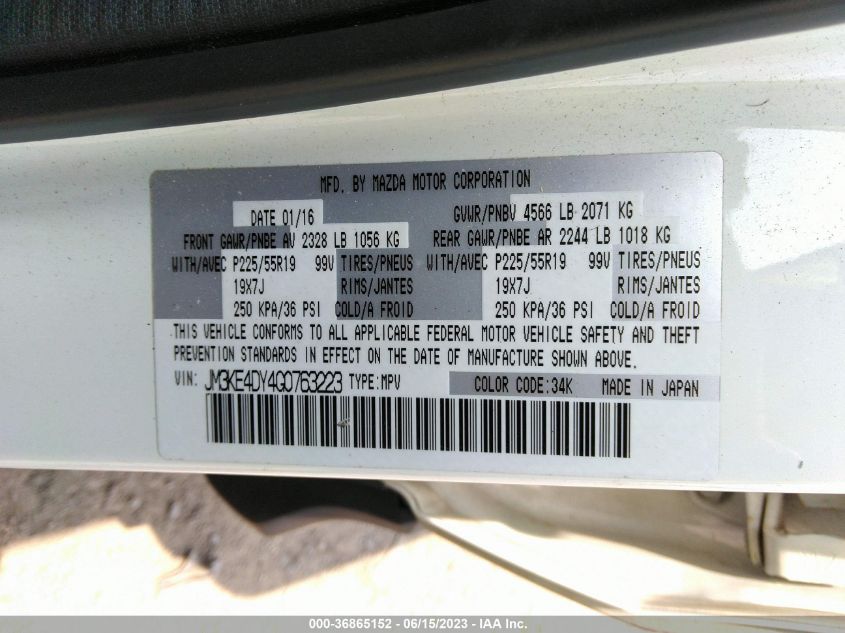 MFD. BY MAZDA MOTOR CORPORATION
DATE 01/16 GVWR/PNBV 4566 LB 2071 KG
FRONT GAWR/PNBE AV 2328 LB 1056 KG REAR GAWR/PNBE AR 2244 LB 1018 KG
WITH/AVEC P225/55R19 99V TIRES/PNEUS WITH/AVEC P225/55R19 99V TIRES/PNEUS
19X7J RIMS/JANTES 19X7J RIMS/JANTES
250 KPA/36 PSI COLD/A FROID 250 KPA/36 PSI COLD/A FROID
THIS VEHICLE CONFORMS TO ALL APPLICABLE FEDERAL MOTOR VEHICLE SAFETY AND THEFT
PREVENTION STANDARDS IN EFFECT ON THE DATE OF MANUFACTURE SHOWN ABOVE.
VIN: JM3KE4DY4G0763223 TYPE:MPV COLOR CODE:34K MADE IN JAPAN
000-36865152 - 06/15/2023 - IAA Inc.